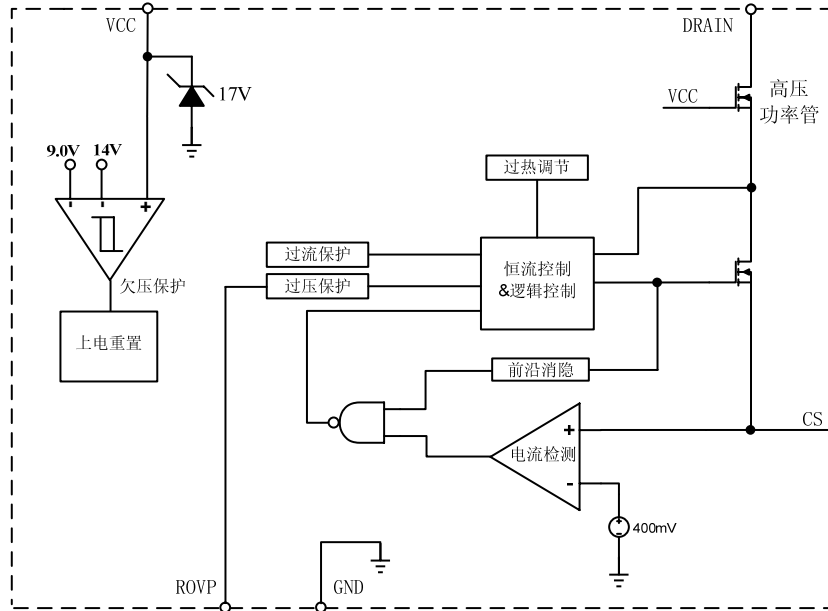 VCC
DRAIN
17V
VCC
高压
功率管
9.0V
14V
过热调节
过流保护
恒流控制
&逻辑控制
欠压保护
过压保护
上电重置
前沿消隐
CS
电流检测
400mV
ROVP
GND